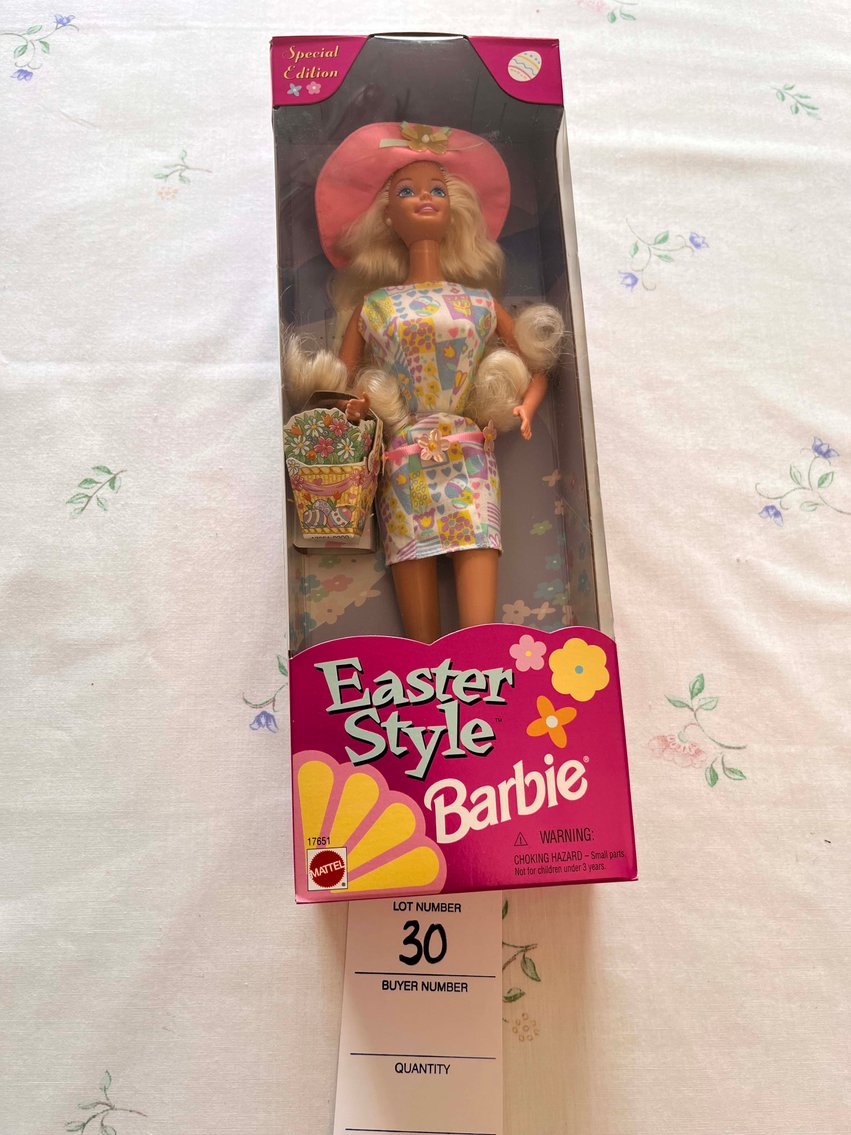 Special
Edition
Easter
Style™
Barbie®
17651
MATTEL
®
⚠ WARNING:
CHOKING HAZARD – Small parts.
Not for children under 3 years.
LOT NUMBER
30
BUYER NUMBER
QUANTITY